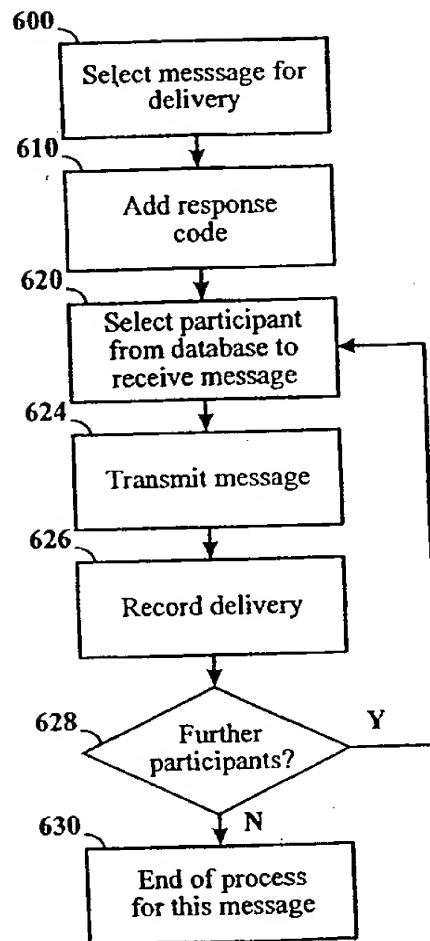 600
Select messsage for
delivery
610
Add response
code
620
Select participant
from database to
receive message
624
Transmit message
626
Record delivery
628
Further
participants?
Y
N
630
End of process
for this message